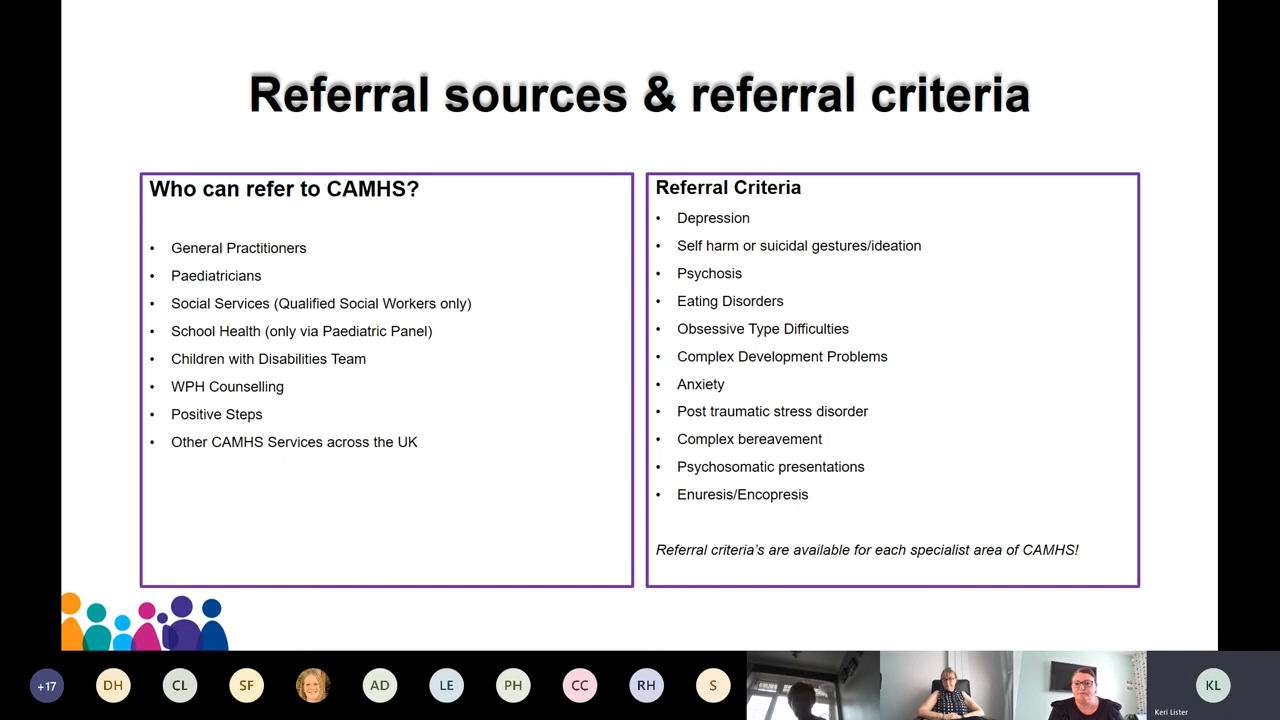 Referral sources & referral criteria
Who can refer to CAMHS?
• General Practitioners
• Paediatricians
• Social Services (Qualified Social Workers only)
• School Health (only via Paediatric Panel)
• Children with Disabilities Team
• WPH Counselling
• Positive Steps
• Other CAMHS Services across the UK
Referral Criteria
• Depression
• Self harm or suicidal gestures/ideation
• Psychosis
• Eating Disorders
• Obsessive Type Difficulties
• Complex Development Problems
• Anxiety
• Post traumatic stress disorder
• Complex bereavement
• Psychosomatic presentations
• Enuresis/Encopresis
Referral criteria's are available for each specialist area of CAMHS!
+17
DH
CL
SF
AD
LE
PH
CC
RH
S
KL
Keri Lister